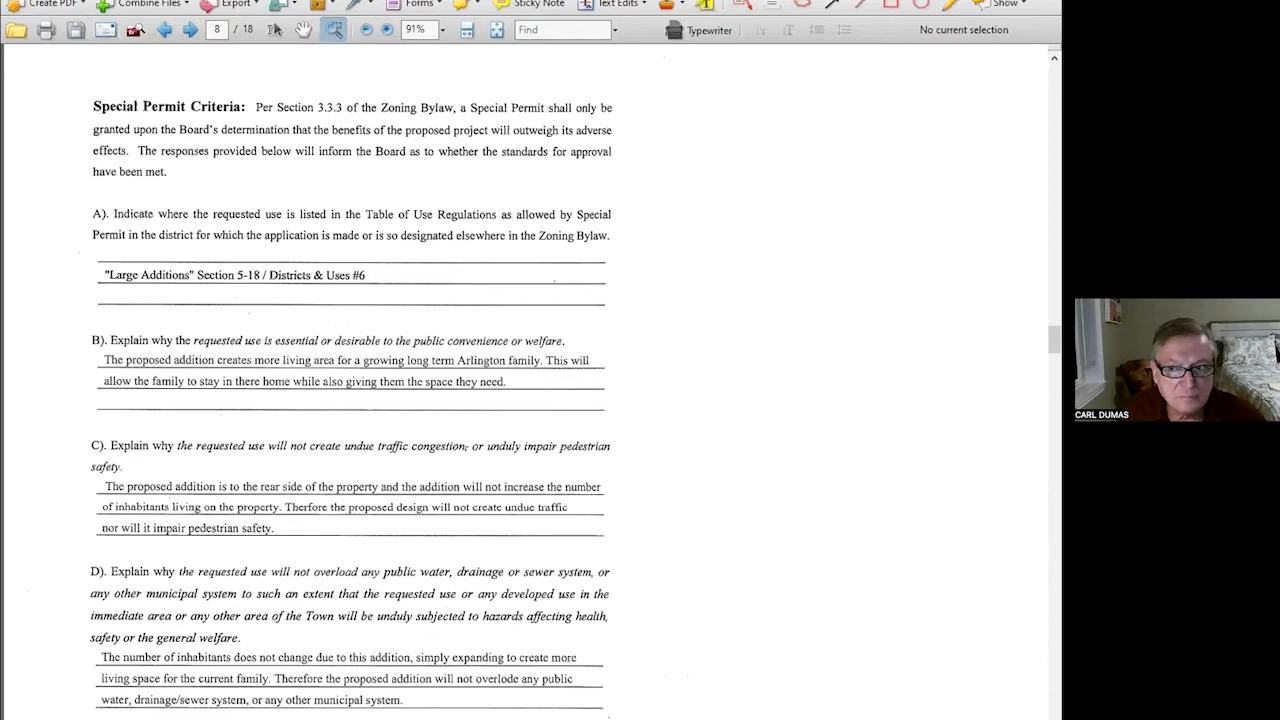 Create PDF Combine Files Export Forms Sticky Note Text Edits Show
8 / 18 91% Find Typewriter No current selection
Special Permit Criteria: Per Section 3.3.3 of the Zoning Bylaw, a Special Permit shall only be
granted upon the Board's determination that the benefits of the proposed project will outweigh its adverse
effects. The responses provided below will inform the Board as to whether the standards for approval
have been met.
A). Indicate where the requested use is listed in the Table of Use Regulations as allowed by Special
Permit in the district for which the application is made or is so designated elsewhere in the Zoning Bylaw.
"Large Additions" Section 5-18 / Districts & Uses #6
B). Explain why the requested use is essential or desirable to the public convenience or welfare.
The proposed addition creates more living area for a growing long term Arlington family. This will
allow the family to stay in there home while also giving them the space they need.
CARL DUMAS
C). Explain why the requested use will not create undue traffic congestion, or unduly impair pedestrian
safety.
The proposed addition is to the rear side of the property and the addition will not increase the number
of inhabitants living on the property. Therfore the proposed design will not create undue traffic
nor will it impair pedestrian safety.
D). Explain why the requested use will not overload any public water, drainage or sewer system, or
any other municipal system to such an extent that the requested use or any developed use in the
immediate area or any other area of the Town will be unduly subjected to hazards affecting health,
safety or the general welfare.
The number of inhabitants does not change due to this addition, simply expanding to create more
living space for the current family. Therefore the proposed addition will not overlode any public
water, drainage/sewer system, or any other municipal system.